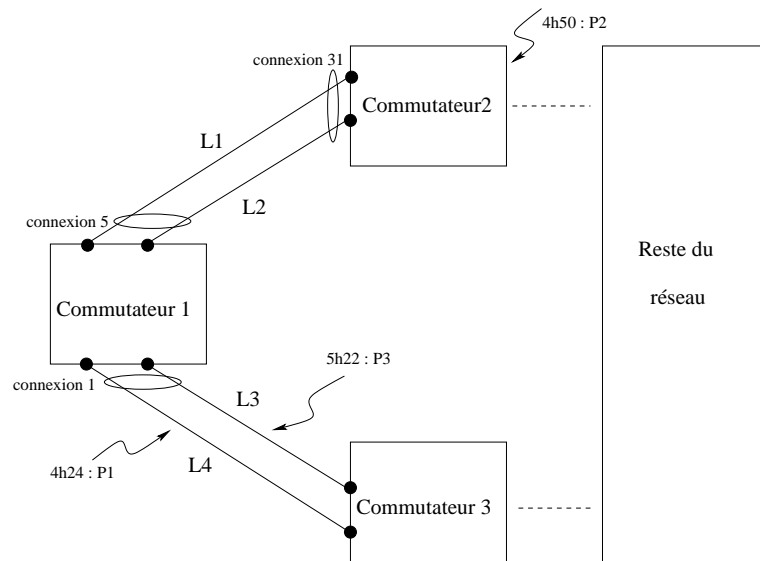 4h50 : P2
connexion 31
Commutateur2
L1
L2
connexion 5
Reste du
réseau
Commutateur 1
5h22 : P3
connexion 1
L3
L4
4h24 : P1
Commutateur 3